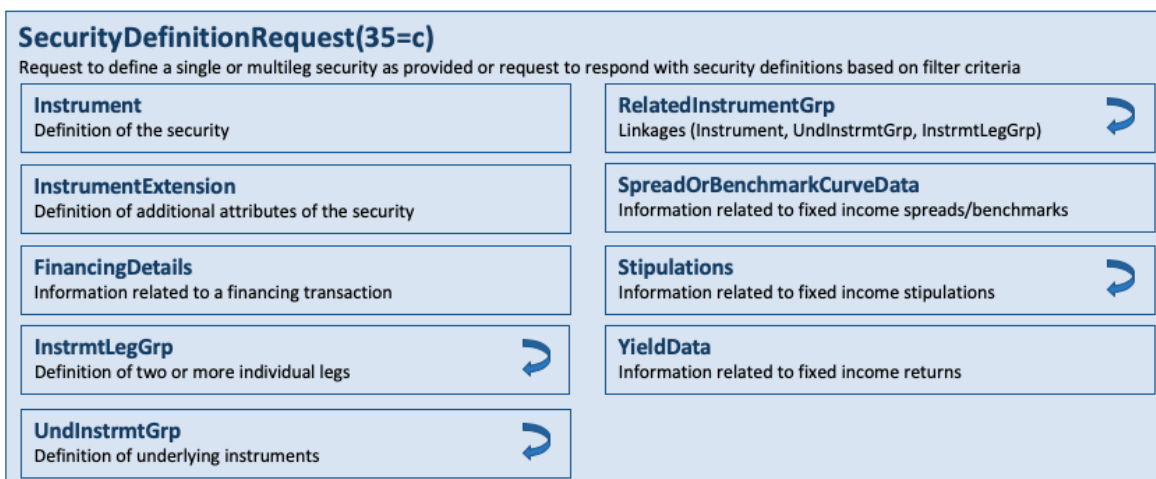 SecurityDefinitionRequest(35=c)
Request to define a single or multileg security as provided or request to respond with security definitions based on filter criteria
Instrument
Definition of the security
InstrumentExtension
Definition of additional attributes of the security
FinancingDetails
Information related to a financing transaction
InstrmtLegGrp
Definition of two or more individual legs
UndInstrmtGrp
Definition of underlying instruments
RelatedInstrumentGrp
Linkages (Instrument, UndInstrmtGrp, InstrmtLegGrp)
SpreadOrBenchmarkCurveData
Information related to fixed income spreads/benchmarks
Stipulations
Information related to fixed income stipulations
YieldData
Information related to fixed income returns